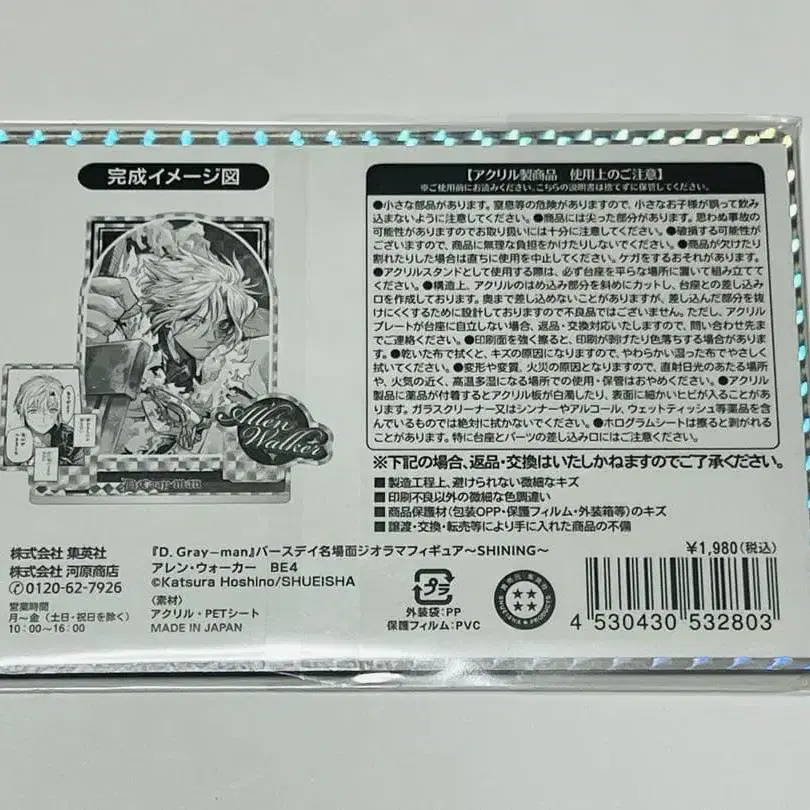 完成イメージ図
Allen
Walker
D.Gray-man
【アクリル製商品 使用上のご注意】
※ご使用前にお読みください。こちらの説明書は捨てずに保管してください。
●小さな部品があります。窒息等の危険がありますので、小さなお子様が誤って飲み
込まないように注意してください。●商品には尖った部分があります。思わぬ事故の
可能性がありますのでお取り扱いには十分に注意してください。●破損する可能性が
ございますので、商品に無理な負担をかけたりしないでください。●商品が欠けたり
割れたりした場合は直ちに使用を中止してください。ケガをするおそれがあります。
●アクリルスタンドとして使用する際は、必ず台座を平らな場所に置いて組み立てて
ください。●構造上、アクリルのはめ込み部分を斜めにカットし、台座との差し込み
口を作成しております。奥まで差し込めないことがありますが、差し込んだ部分を抜
けにくくするために設計しておりますので不良品ではございません。ただし、アクリル
プレートが台座に自立しない場合、返品・交換対応いたしますので、問い合わせ先ま
でご連絡ください。●印刷面を強く擦ると、印刷が剥げたり色落ちする場合がありま
す。●乾いた布で拭くと、キズの原因になりますので、やわらかい湿った布でやさしく
拭いてください。●変形や変質、火災の原因となりますので、直射日光のあたる場所
や、火気の近く、高温多湿になる場所での使用・保管はおやめください。●アクリル
製品に薬品が付着するとアクリル板が白濁したり、表面に細かいヒビが入ることがあ
ります。ガラスクリーナー又はシンナーやアルコール、ウェットティッシュ等薬品を含
んでいるものでは絶対に拭かないでください。●ホログラムシートは擦ると剥がれる
ことがあります。特に台座とパーツの差し込み口にはご注意ください。
※下記の場合、返品・交換はいたしかねますのでご了承ください。
■製造工程上、避けられない微細なキズ
■印刷不良以外の微細な色調違い
■商品保護材(包装OPP・保護フィルム・外装箱等)のキズ
■譲渡・交換・転売等により手に入れた商品の不備
株式会社 集英社
株式会社 河原商店
0120-62-7926
営業時間
月～金(土日・祝日を除く)
10:00～16:00
『D. Gray-man』バースデイ名場面ジオラマフィギュア～SHINING～
アレン・ウォーカー BE4
©Katsura Hoshino/SHUEISHA
〈素材〉
アクリル・PETシート
MADE IN JAPAN
¥1,980(税込)
プラ
外装袋:PP
保護フィルム:PVC
4 530430 532803